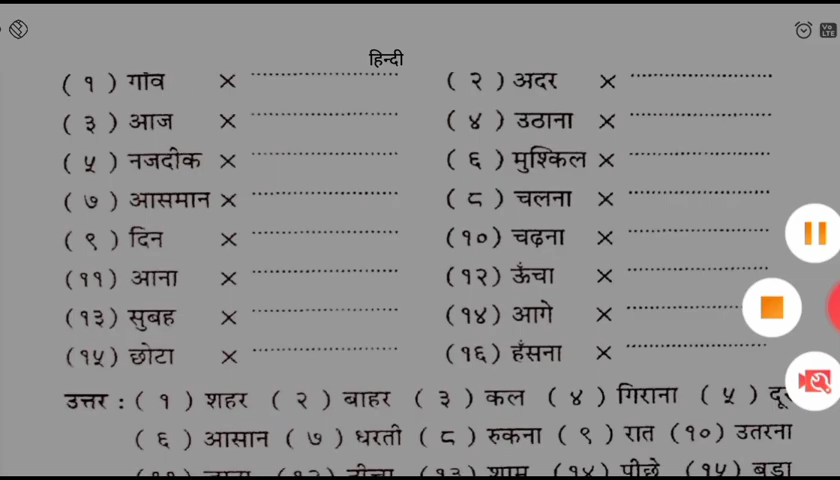 हिन्दी
( १ ) गाँव × .................... ( २ ) अदर × ....................
( ३ ) आज × .................... ( ४ ) उठाना × ....................
( ५ ) नजदीक × .................... ( ६ ) मुश्किल × ....................
( ७ ) आसमान × .................... ( ८ ) चलना × ....................
( ९ ) दिन × .................... (१०) चढ़ना × ....................
(११) आना × .................... (१२) ऊँचा × ....................
(१३) सुबह × .................... (१४) आगे × ....................
(१५) छोटा × .................... (१६) हँसना × ....................
उत्तर : ( १ ) शहर ( २ ) बाहर ( ३ ) कल ( ४ ) गिराना ( ५ )
( ६ ) आसान ( ७ ) धरती ( ८ ) रुकना ( ९ ) रात (१०) उतरना
(१३) शाम (१४) पीछे (१५) बड़ा